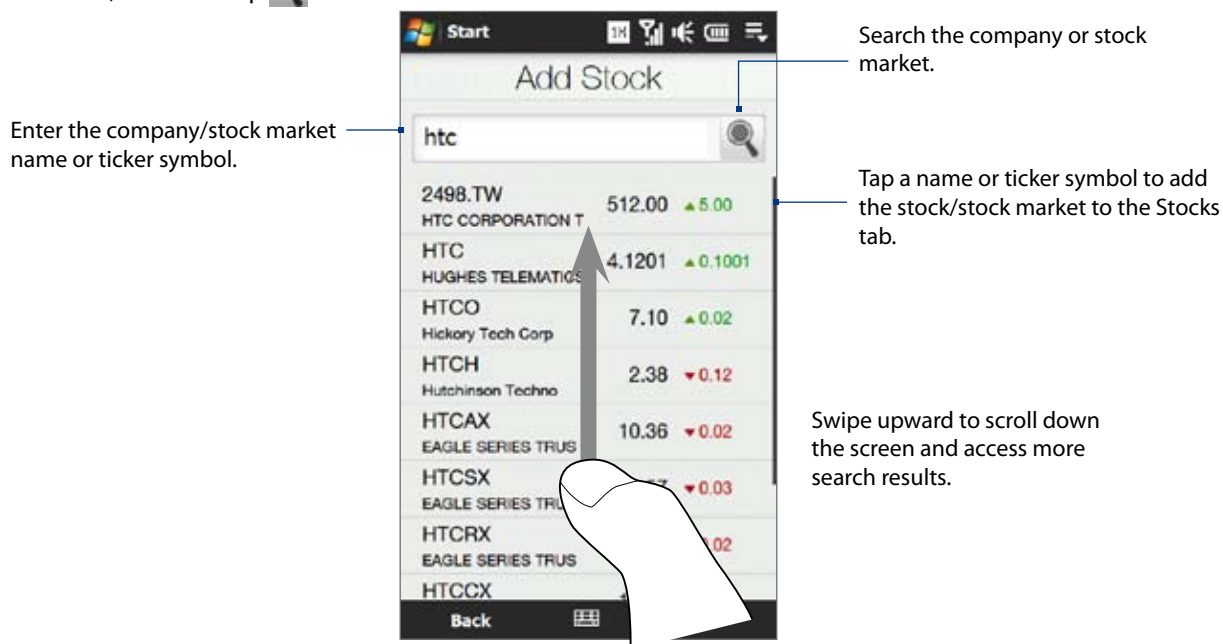 Start
Add Stock
Search the company or stock
market.
Enter the company/stock market
name or ticker symbol.
htc
Tap a name or ticker symbol to add
the stock/stock market to the Stocks
tab.
2498.TW 512.00 ▲5.00
HTC CORPORATION T
HTC 4.1201 ▲0.1001
HUGHES TELEMATICS
HTCO 7.10 ▲0.02
Hickory Tech Corp
HTCH 2.38 ▼0.12
Hutchinson Techno
HTCAX 10.36 ▼0.02
EAGLE SERIES TRUS
Swipe upward to scroll down
the screen and access more
search results.
HTCSX ▼0.03
EAGLE SERIES
HTCRX
EAGLE SERIES TRUS
HTCCX
Back